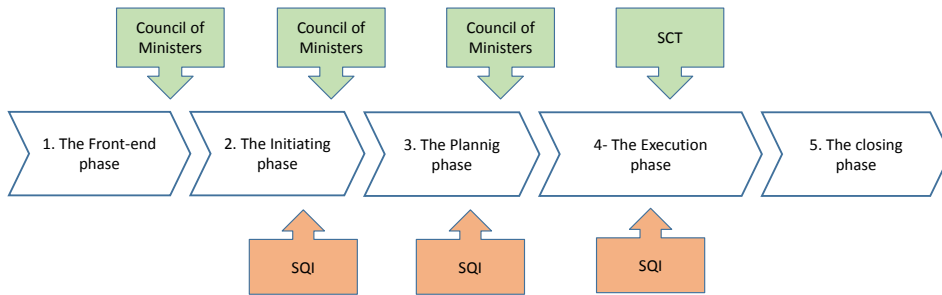 Council of
Ministers
Council of
Ministers
Council of
Ministers
SCT
1. The Front-end
phase
2. The Initiating
phase
3. The Plannig
phase
4- The Execution
phase
5. The closing
phase
SQI
SQI
SQI